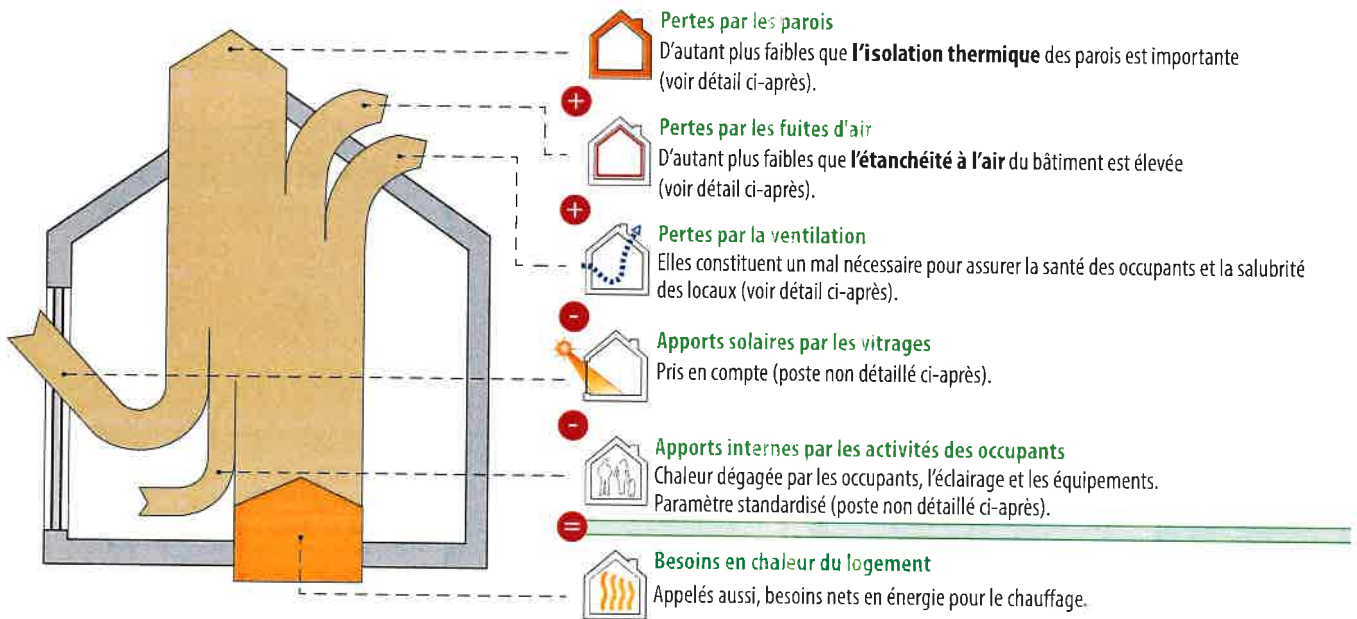 Pertes par les parois
D'autant plus faibles que l'isolation thermique des parois est importante
(voir détail ci-après).
+
Pertes par les fuites d'air
D'autant plus faibles que l'étanchéité à l'air du bâtiment est élevée
(voir détail ci-après).
+
Pertes par la ventilation
Elles constituent un mal nécessaire pour assurer la santé des occupants et la salubrité
des locaux (voir détail ci-après).
-
Apports solaires par les vitrages
Pris en compte (poste non détaillé ci-après).
-
Apports internes par les activités des occupants
Chaleur dégagée par les occupants, l'éclairage et les équipements.
Paramètre standardisé (poste non détaillé ci-après).
=
Besoins en chaleur du logement
Appelés aussi, besoins nets en énergie pour le chauffage.